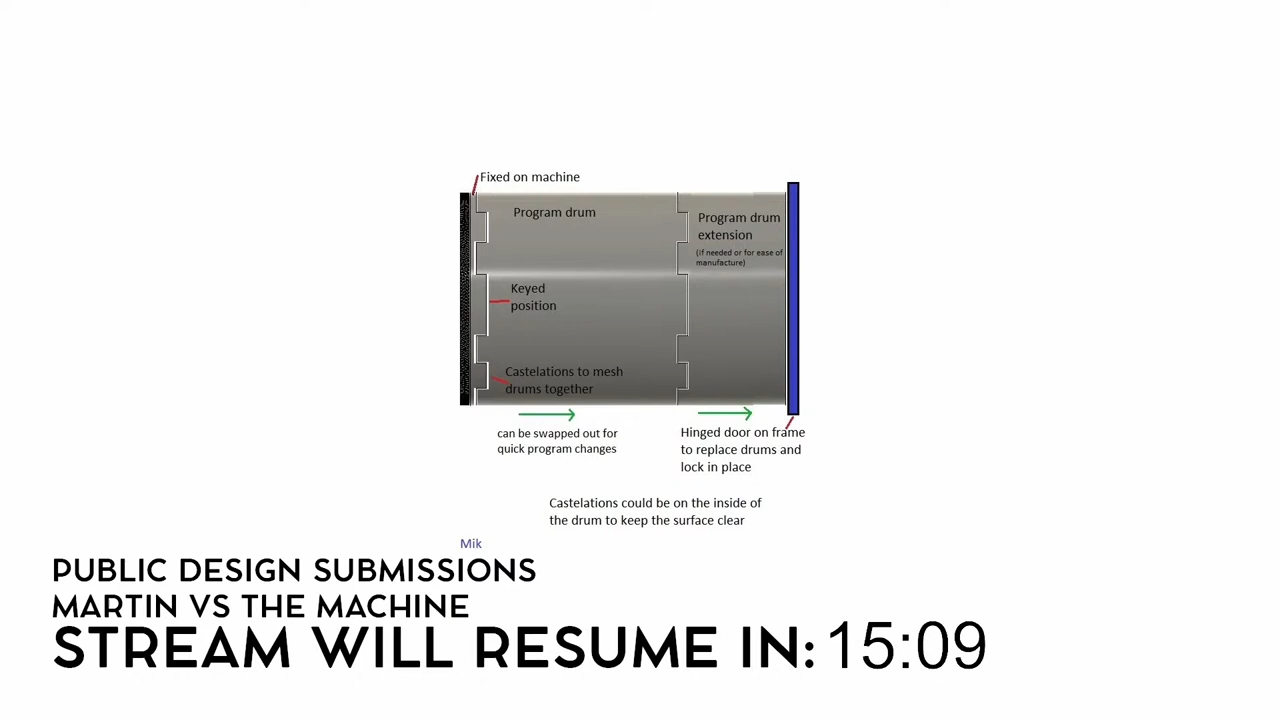 Fixed on machine
Program drum
Program drum
extension
(if needed or for ease of
manufacture)
Keyed
position
Castelations to mesh
drums together
can be swapped out for
quick program changes
Hinged door on frame
to replace drums and
lock in place
Castelations could be on the inside of
the drum to keep the surface clear
Mik
PUBLIC DESIGN SUBMISSIONS
MARTIN VS THE MACHINE
STREAM WILL RESUME IN: 15:09